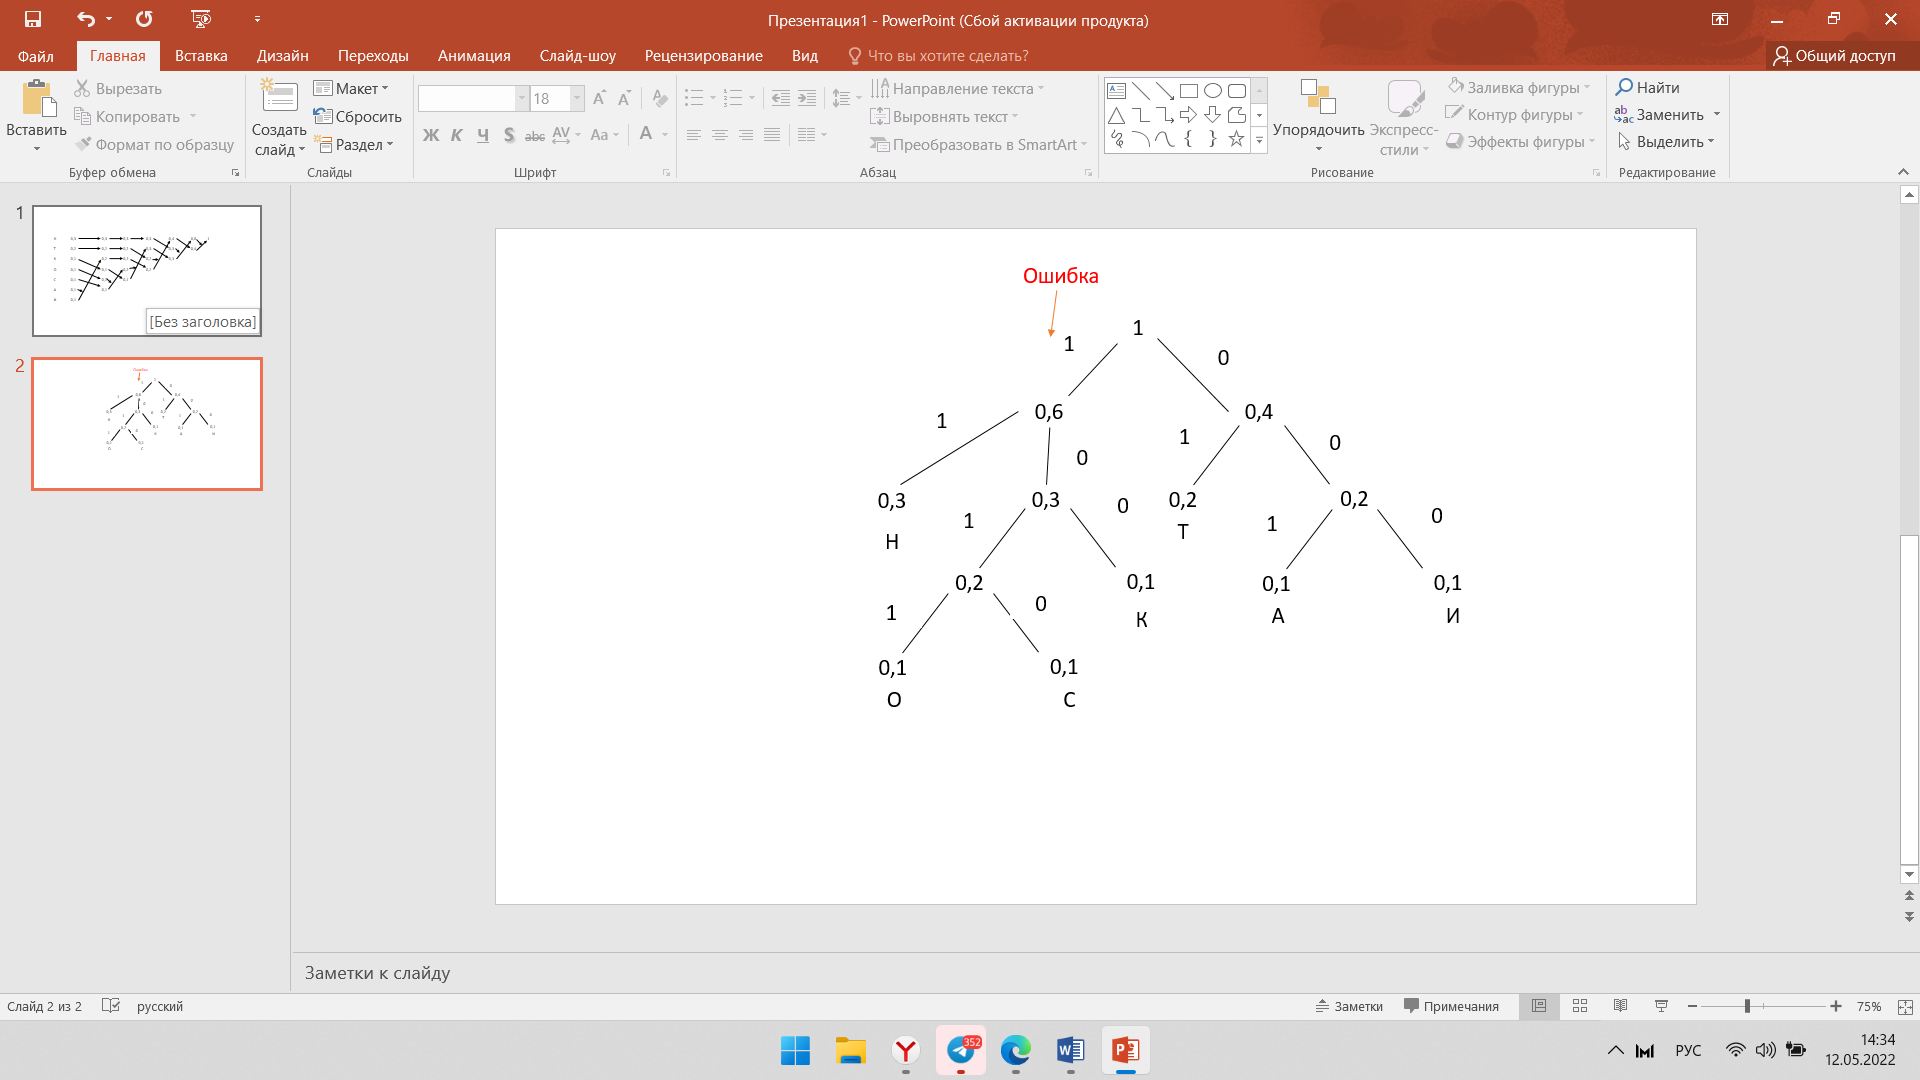 Презентация1 - PowerPoint (Сбой активации продукта)
Файл Главная Вставка Дизайн Переходы Анимация Слайд-шоу Рецензирование Вид Что вы хотите сделать? Общий доступ
Вставить
Вырезать
Копировать
Формат по образцу
Буфер обмена
Создать слайд
Макет
Сбросить
Раздел
Слайды
18
Ж К Ч S abc AV Aa A
Шрифт
Направление текста
Выровнять текст
Преобразовать в SmartArt
Абзац
Упорядочить
Экспресс-стили
Заливка фигуры
Контур фигуры
Эффекты фигуры
Рисование
Найти
Заменить
Выделить
Редактирование
1
[Без заголовка]
2
Ошибка
1
1 0
0,6 0,4
1 1 0
0
0,3 0,3 0,2 0,2
1 0 1 0
Н Т
0,2 0,1 0,1 0,1
1 0 К А И
0,1 0,1
О С
Заметки к слайду
Слайд 2 из 2 русский Заметки Примечания 75%
352
РУС
14:34
12.05.2022